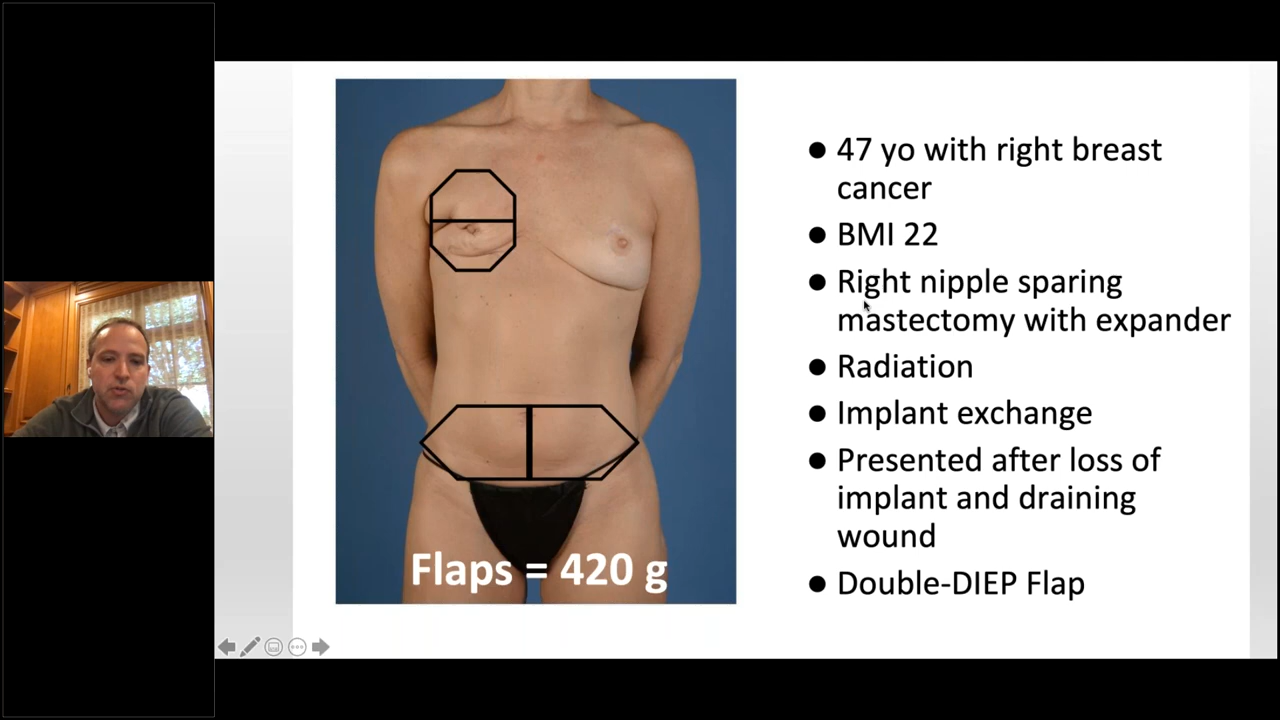 ● 47 yo with right breast
cancer
● BMI 22
● Right nipple sparing
mastectomy with expander
● Radiation
● Implant exchange
● Presented after loss of
implant and draining
wound
● Double-DIEP Flap
Flaps = 420 g